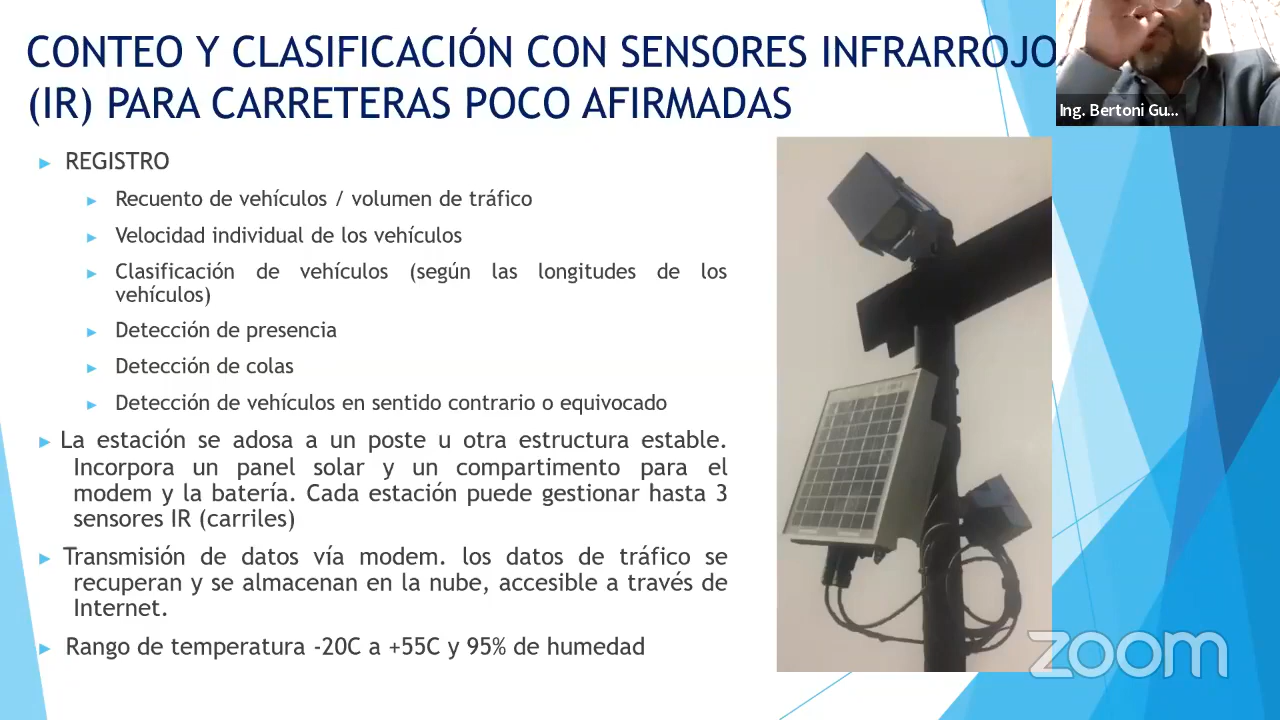 CONTEO Y CLASIFICACIÓN CON SENSORES INFRARROJO
(IR) PARA CARRETERAS POCO AFIRMADAS
Ing. Bertoni Gu...
REGISTRO
Recuento de vehículos / volumen de tráfico
Velocidad individual de los vehículos
Clasificación de vehículos (según las longitudes de los
vehículos)
Detección de presencia
Detección de colas
Detección de vehículos en sentido contrario o equivocado
La estación se adosa a un poste u otra estructura estable.
Incorpora un panel solar y un compartimento para el
modem y la batería. Cada estación puede gestionar hasta 3
sensores IR (carriles)
Transmisión de datos vía modem. los datos de tráfico se
recuperan y se almacenan en la nube, accesible a través de
Internet.
Rango de temperatura -20C a +55C y 95% de humedad
zoom